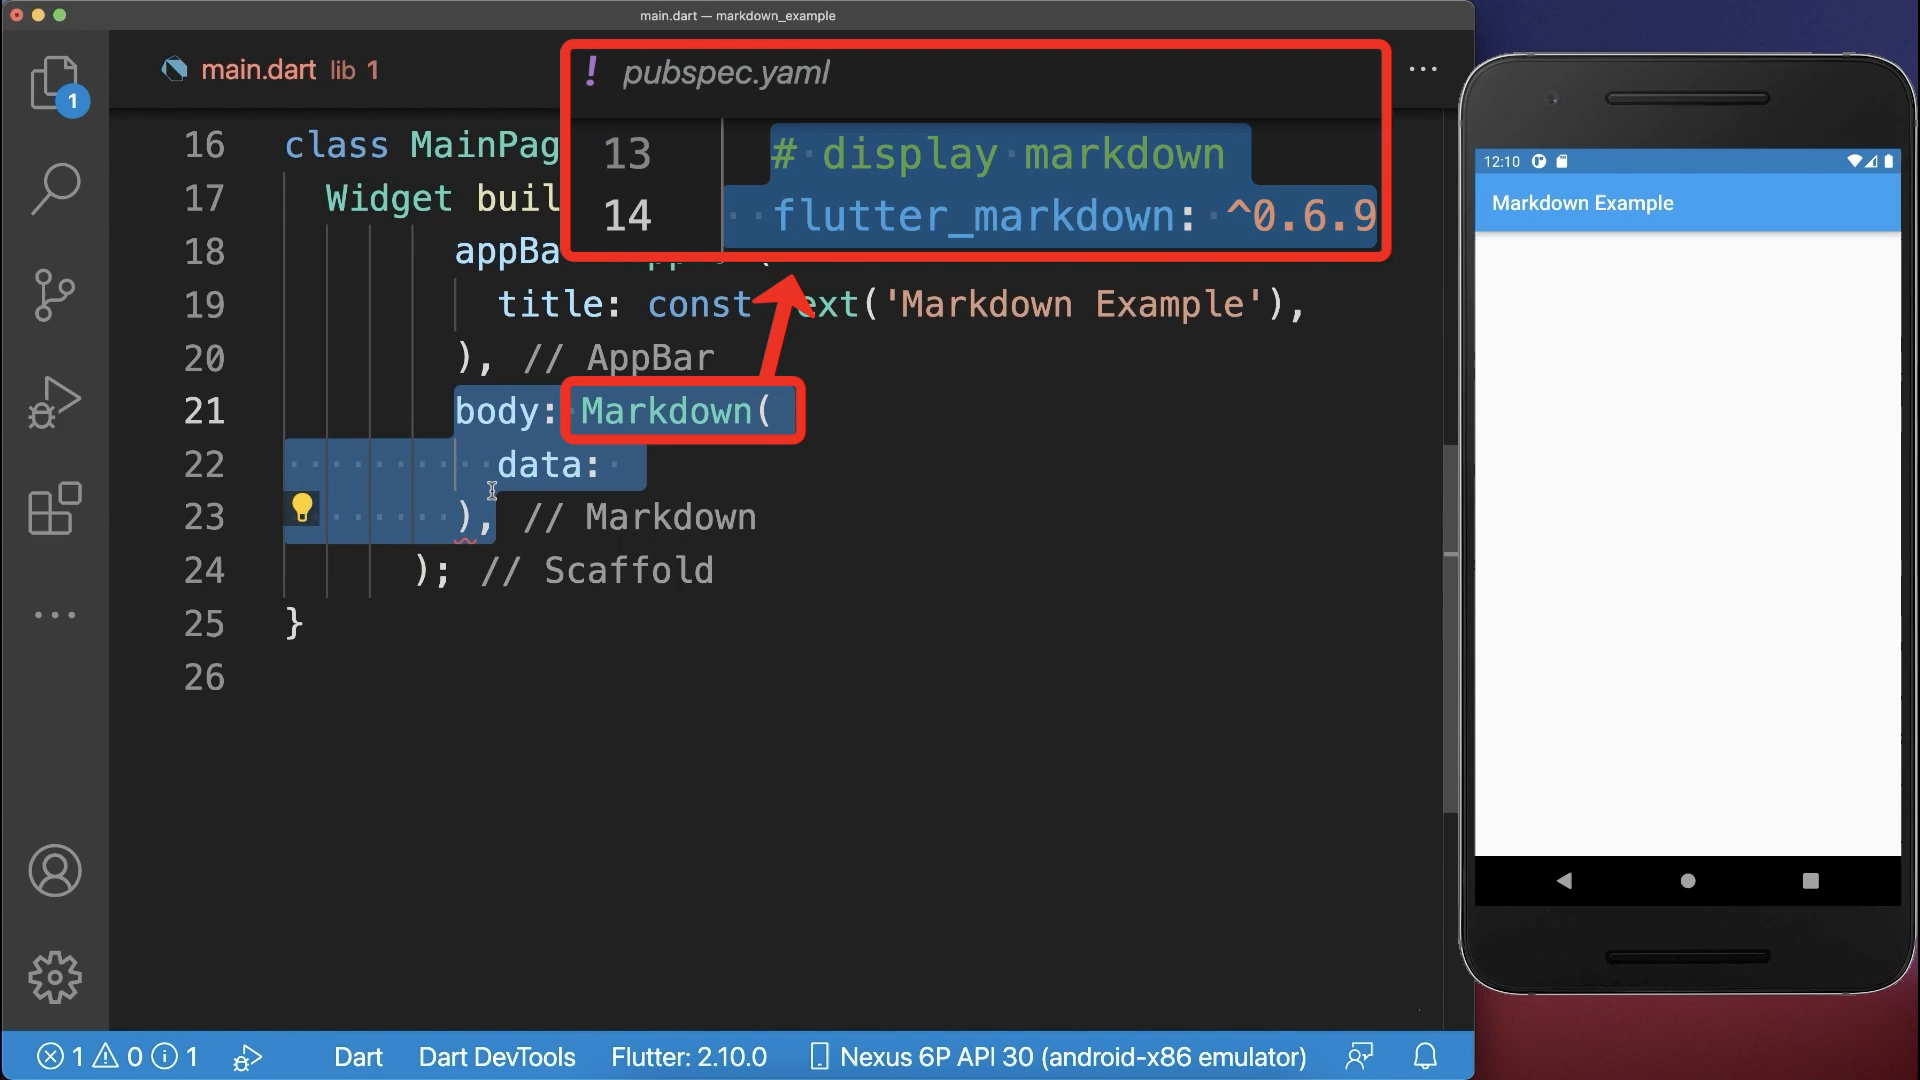 main.dart — markdown_example
main.dart lib 1
! pubspec.yaml
13 # display markdown
14 flutter_markdown: ^0.6.9
1
16 class MainPag
17 Widget buil
18 appBa
19 title: const ext('Markdown Example'),
20 ), // AppBar
21 body: Markdown(
22 data:
23 ), // Markdown
24 ); // Scaffold
25 }
26
1 0 1 Dart Dart DevTools Flutter: 2.10.0 Nexus 6P API 30 (android-x86 emulator)
12:10
Markdown Example